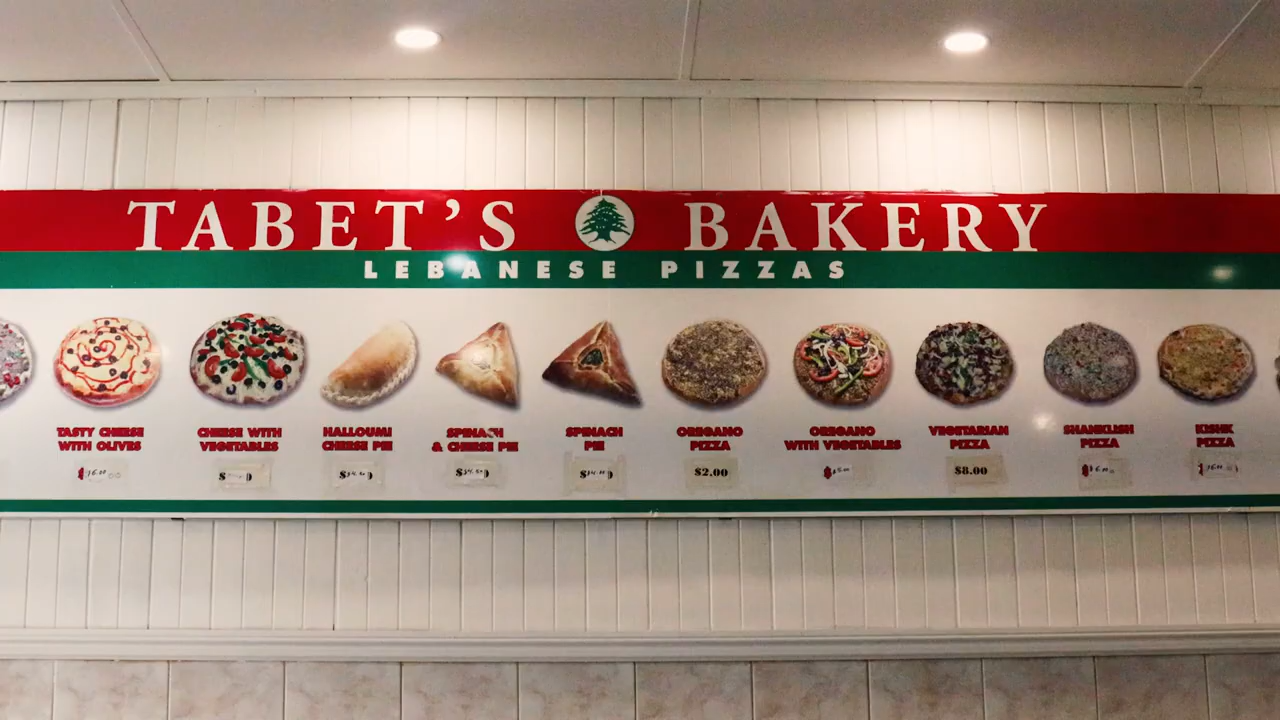 TABET'S BAKERY
LEBANESE PIZZAS
TASTY CHEESE
WITH OLIVES
CHEESE WITH
VEGETABLES
HALLOUMI
CHEESE PIE
SPINACH
& CHEESE PIE
SPINACH
PIE
OREGANO
PIZZA
$2.00
OREGANO
WITH VEGETABLES
VEGETARIAN
PIZZA
$8.00
SHANKLISH
PIZZA
KISHK
PIZZA